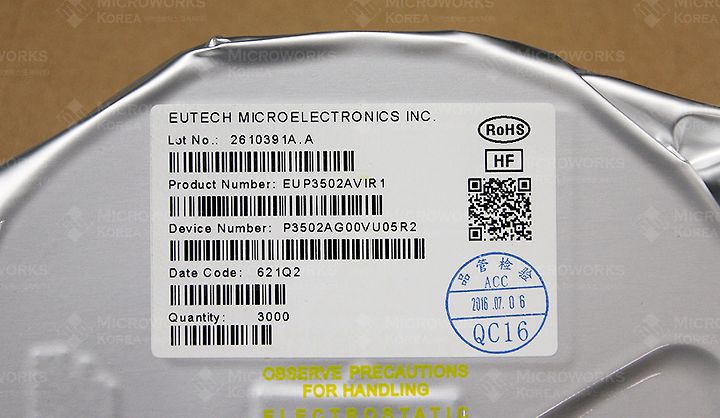 MICROWORKS
KOREA
EUTECH MICROELECTRONICS INC.
Lot No.: 2610391A.A
Product Number: EUP3502AVIR1
Device Number: P3502AG00VU05R2
Date Code: 621Q2
Quantity: 3000
RoHS
HF
品管检验
ACC
2016.07.06
QC16
OBSERVE PRECAUTIONS
FOR HANDLING
ELECTROSTATIC